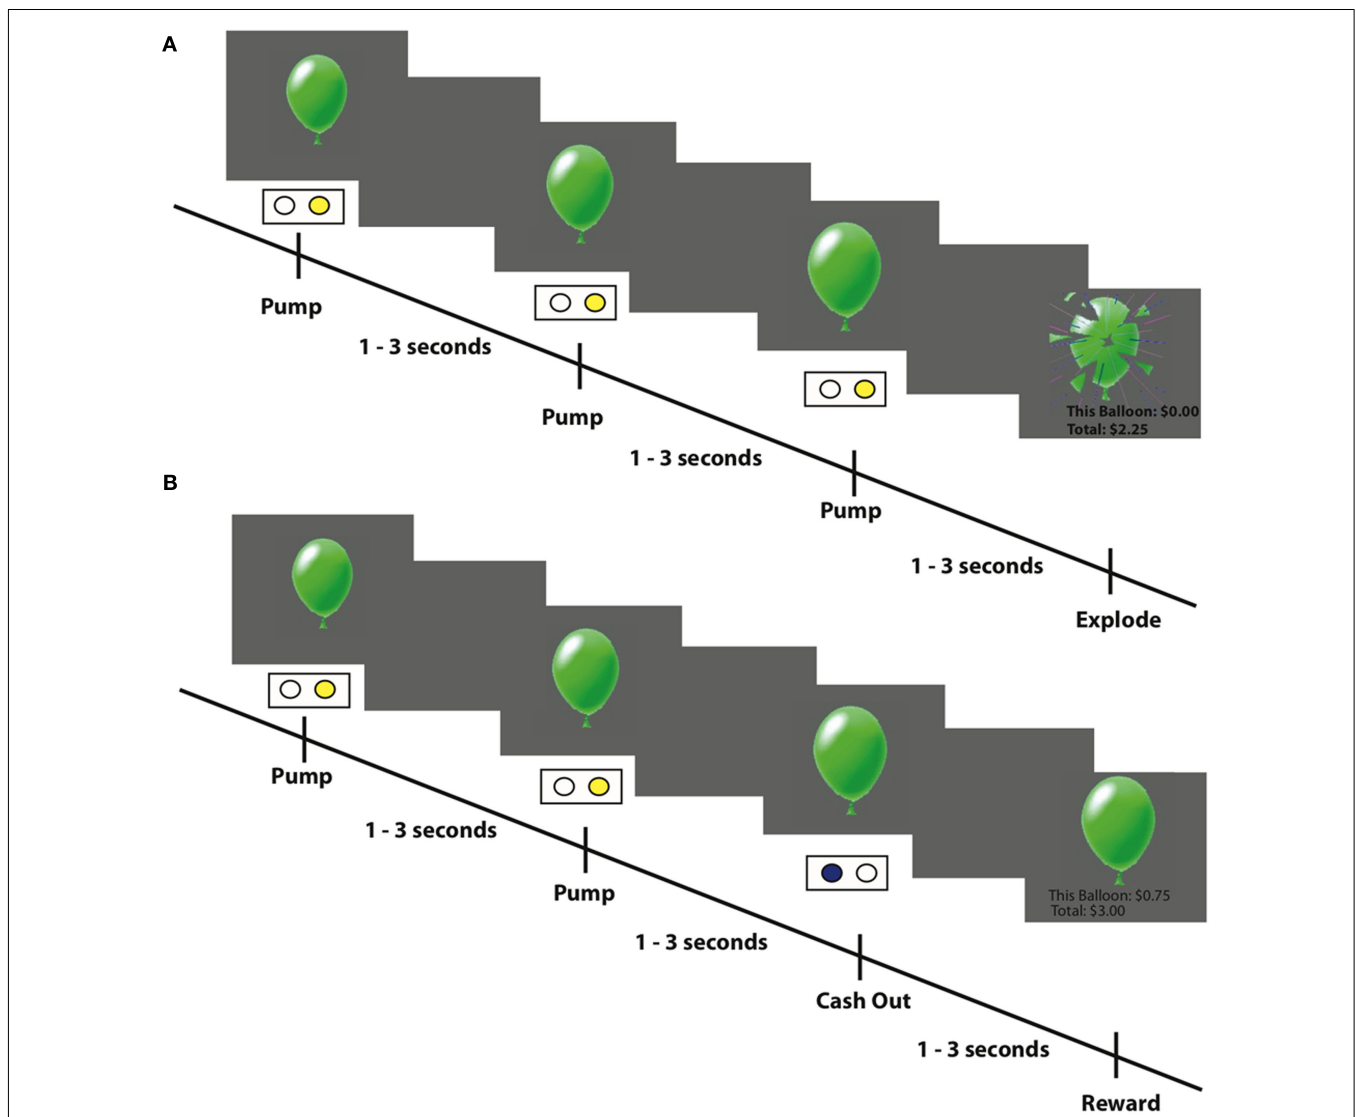 A
Pump
1 - 3 seconds
Pump
1 - 3 seconds
Pump
1 - 3 seconds
Explode
This Balloon: $0.00
Total: $2.25
B
Pump
1 - 3 seconds
Pump
1 - 3 seconds
Cash Out
1 - 3 seconds
Reward
This Balloon: $0.75
Total: $3.00